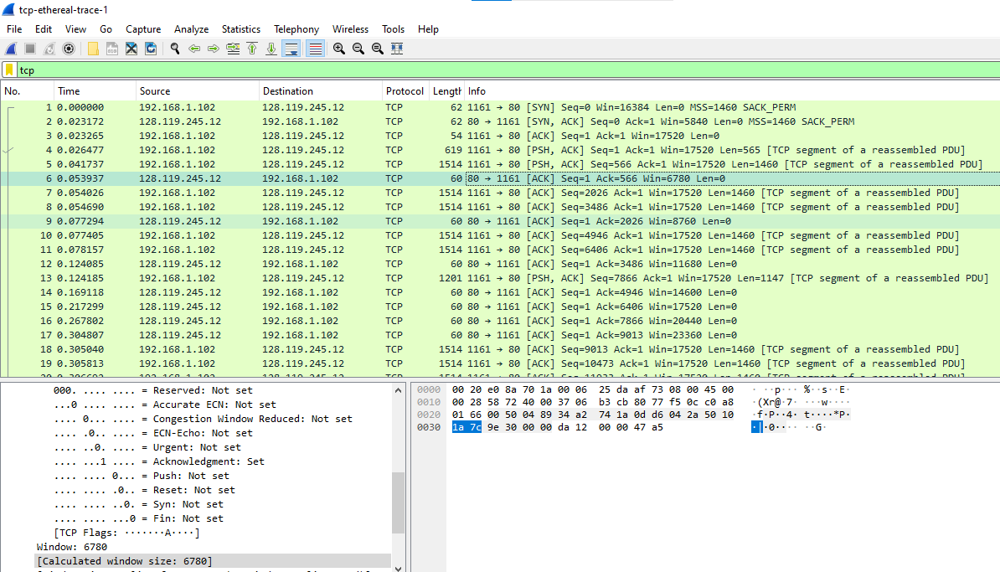 tcp-ethereal-trace-1
File Edit View Go Capture Analyze Statistics Telephony Wireless Tools Help
tcp
No. Time Source Destination Protocol Length Info
1 0.000000 192.168.1.102 128.119.245.12 TCP 62 1161 → 80 [SYN] Seq=0 Win=16384 Len=0 MSS=1460 SACK_PERM
2 0.023172 128.119.245.12 192.168.1.102 TCP 62 80 → 1161 [SYN, ACK] Seq=0 Ack=1 Win=5840 Len=0 MSS=1460 SACK_PERM
3 0.023265 192.168.1.102 128.119.245.12 TCP 54 1161 → 80 [ACK] Seq=1 Ack=1 Win=17520 Len=0
4 0.026477 192.168.1.102 128.119.245.12 TCP 619 1161 → 80 [PSH, ACK] Seq=1 Ack=1 Win=17520 Len=565 [TCP segment of a reassembled PDU]
5 0.041737 192.168.1.102 128.119.245.12 TCP 1514 1161 → 80 [PSH, ACK] Seq=566 Ack=1 Win=17520 Len=1460 [TCP segment of a reassembled PDU]
6 0.053937 128.119.245.12 192.168.1.102 TCP 60 80 → 1161 [ACK] Seq=1 Ack=566 Win=6780 Len=0
7 0.054026 192.168.1.102 128.119.245.12 TCP 1514 1161 → 80 [ACK] Seq=2026 Ack=1 Win=17520 Len=1460 [TCP segment of a reassembled PDU]
8 0.054690 192.168.1.102 128.119.245.12 TCP 1514 1161 → 80 [ACK] Seq=3486 Ack=1 Win=17520 Len=1460 [TCP segment of a reassembled PDU]
9 0.077294 128.119.245.12 192.168.1.102 TCP 60 80 → 1161 [ACK] Seq=1 Ack=2026 Win=8760 Len=0
10 0.077405 192.168.1.102 128.119.245.12 TCP 1514 1161 → 80 [ACK] Seq=4946 Ack=1 Win=17520 Len=1460 [TCP segment of a reassembled PDU]
11 0.078157 192.168.1.102 128.119.245.12 TCP 1514 1161 → 80 [ACK] Seq=6406 Ack=1 Win=17520 Len=1460 [TCP segment of a reassembled PDU]
12 0.124085 128.119.245.12 192.168.1.102 TCP 60 80 → 1161 [ACK] Seq=1 Ack=3486 Win=11680 Len=0
13 0.124185 192.168.1.102 128.119.245.12 TCP 1201 1161 → 80 [PSH, ACK] Seq=7866 Ack=1 Win=17520 Len=1147 [TCP segment of a reassembled PDU]
14 0.169118 128.119.245.12 192.168.1.102 TCP 60 80 → 1161 [ACK] Seq=1 Ack=4946 Win=14600 Len=0
15 0.217299 128.119.245.12 192.168.1.102 TCP 60 80 → 1161 [ACK] Seq=1 Ack=6406 Win=17520 Len=0
16 0.267802 128.119.245.12 192.168.1.102 TCP 60 80 → 1161 [ACK] Seq=1 Ack=7866 Win=20440 Len=0
17 0.304807 128.119.245.12 192.168.1.102 TCP 60 80 → 1161 [ACK] Seq=1 Ack=9013 Win=23360 Len=0
18 0.305040 192.168.1.102 128.119.245.12 TCP 1514 1161 → 80 [ACK] Seq=9013 Ack=1 Win=17520 Len=1460 [TCP segment of a reassembled PDU]
19 0.305813 192.168.1.102 128.119.245.12 TCP 1514 1161 → 80 [ACK] Seq=10473 Ack=1 Win=17520 Len=1460 [TCP segment of a reassembled PDU]
000. .... .... = Reserved: Not set
...0 .... .... = Accurate ECN: Not set
.... 0... .... = Congestion Window Reduced: Not set
.... .0.. .... = ECN-Echo: Not set
.... ..0. .... = Urgent: Not set
.... ...1 .... = Acknowledgment: Set
.... .... 0... = Push: Not set
.... .... .0.. = Reset: Not set
.... .... ..0. = Syn: Not set
.... .... ...0 = Fin: Not set
[TCP Flags: ·······A····]
Window: 6780
[Calculated window size: 6780]
0000 00 20 e0 8a 70 1a 00 06 25 da af 73 08 00 45 00 · ··p··· %··s··E·
0010 00 28 58 72 40 00 37 06 b3 cb 80 77 f5 0c c0 a8 ·(Xr@·7· ···w····
0020 01 66 00 50 04 89 34 a2 74 1a 0d d6 04 2a 50 10 ·f·P··4· t····*P·
0030 1a 7c 9e 30 00 00 da 12 00 00 47 a5 ·|·0···· ··G·